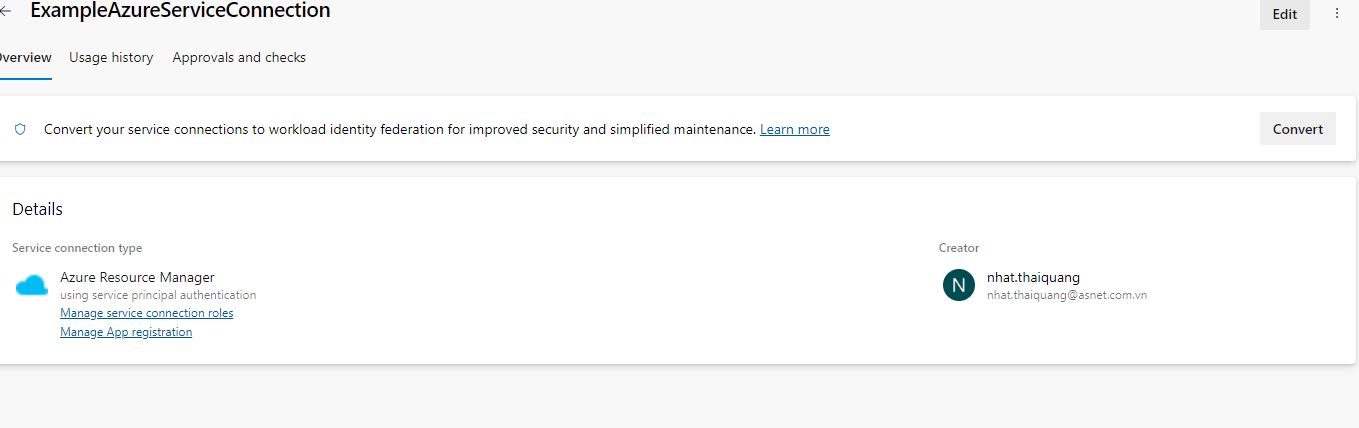 ExampleAzureServiceConnection
Edit
Overview Usage history Approvals and checks
Convert your service connections to workload identity federation for improved security and simplified maintenance. Learn more
Convert
Details
Service connection type
Azure Resource Manager
using service principal authentication
Manage service connection roles
Manage App registration
Creator
N
nhat.thaiquang
nhat.thaiquang@asnet.com.vn